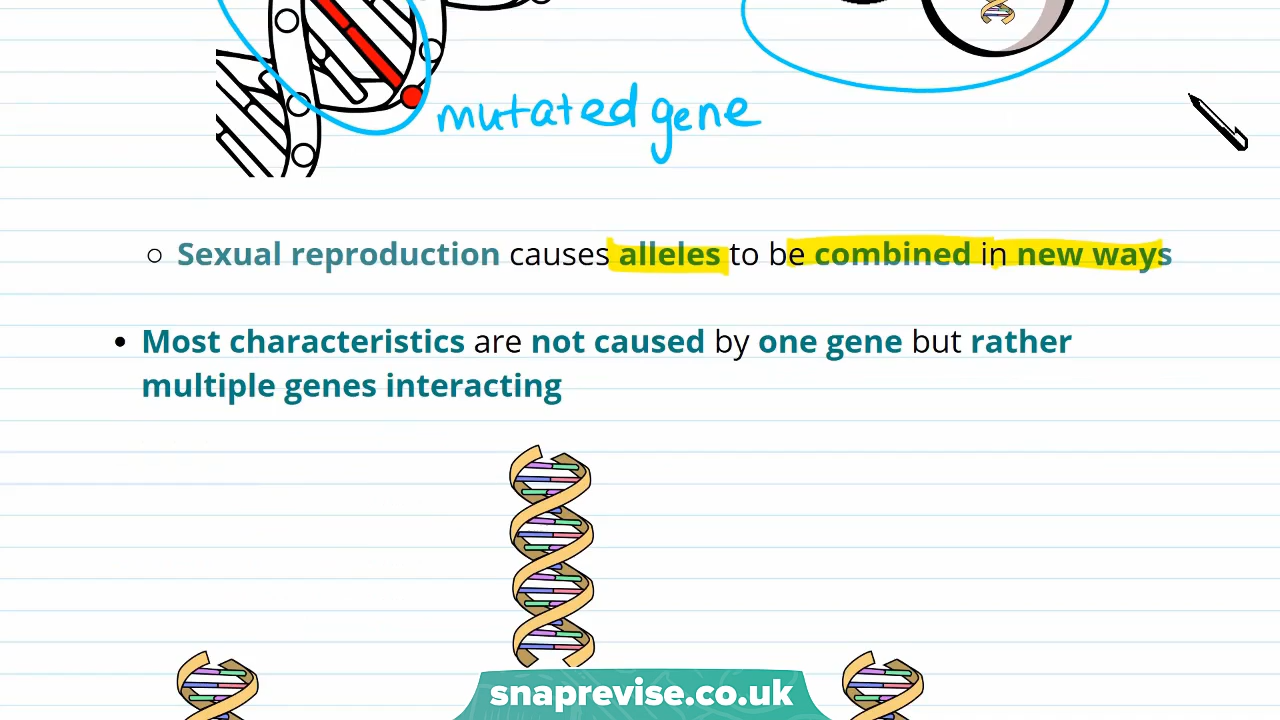 mutated gene
Sexual reproduction causes alleles to be combined in new ways
Most characteristics are not caused by one gene but rather
multiple genes interacting
snaprevise.co.uk